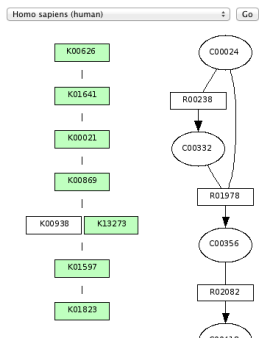 Homo sapiens (human) Go
K00626
C00024
K01641
R00238
K00021
C00332
K00869
R01978
K00938 K13273
C00356
K01597
R02082
K01823